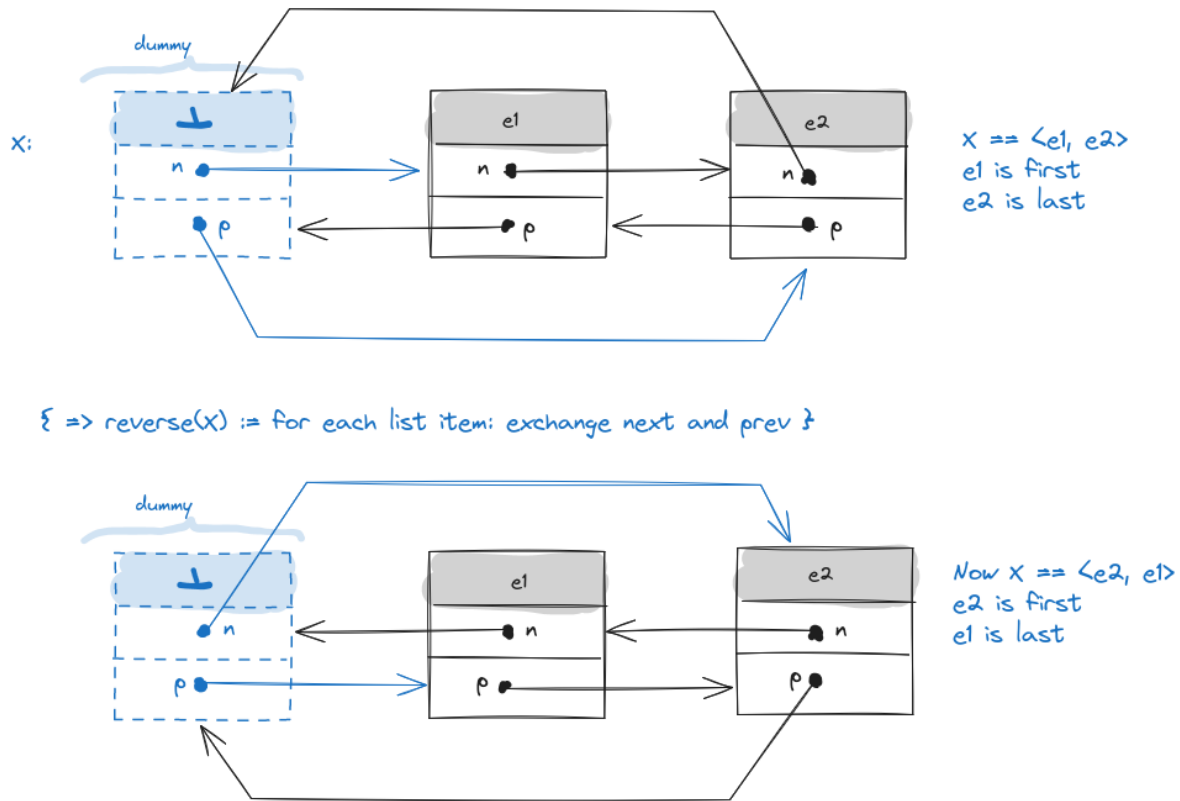 dummy
x:
⊥
e1
e2
n
n
n
p
p
p
x == <e1, e2>
e1 is first
e2 is last
{ => reverse(x) := for each list item: exchange next and prev }
dummy
⊥
e1
e2
n
n
n
p
p
p
Now x == <e2, e1>
e2 is first
e1 is last